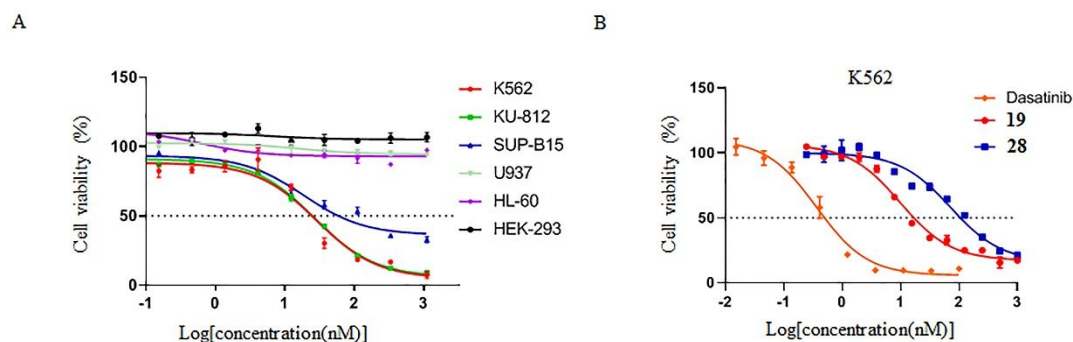 A
Cell viability (%)
150
100
50
0
-1
0
1
2
3
Log[concentration(nM)]
K562
KU-812
SUP-B15
U937
HL-60
HEK-293
B
K562
Cell viability (%)
150
100
50
0
-2
-1
0
1
2
3
Log[concentration(nM)]
Dasatinib
19
28